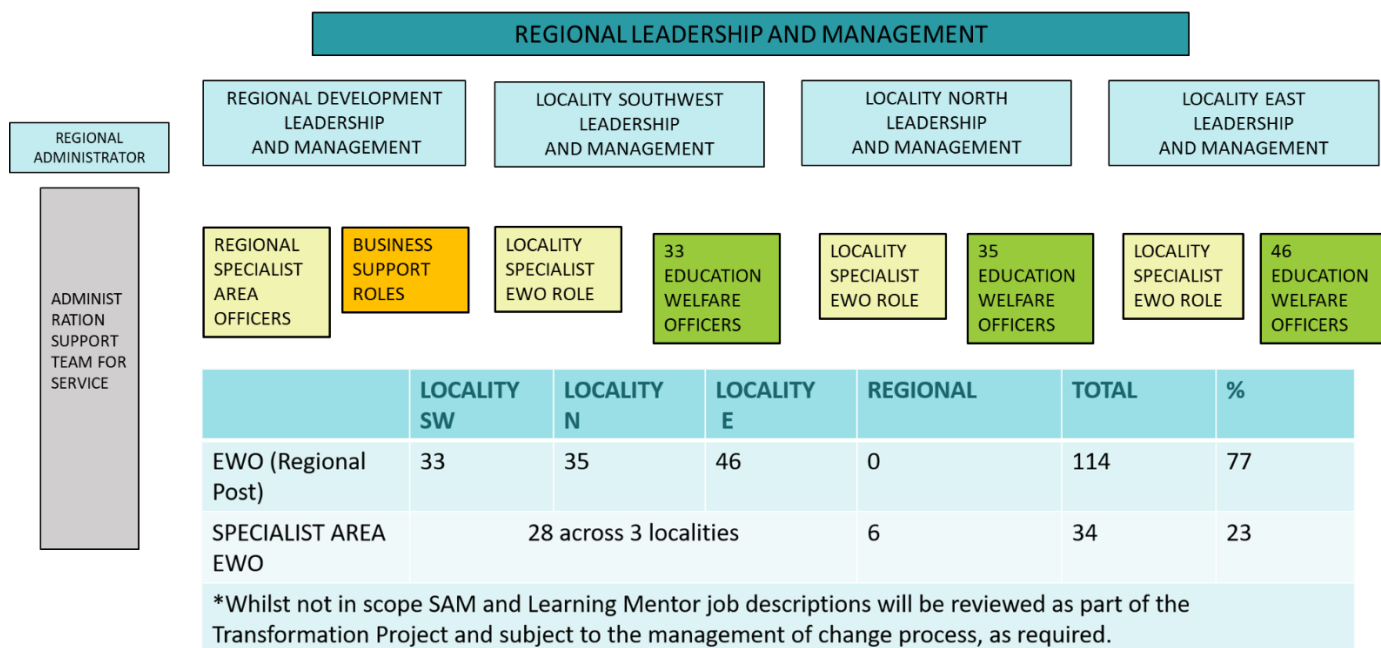 REGIONAL LEADERSHIP AND MANAGEMENT
REGIONAL DEVELOPMENT
LEADERSHIP
AND MANAGEMENT
LOCALITY SOUTHWEST
LEADERSHIP
AND MANAGEMENT
LOCALITY NORTH
LEADERSHIP
AND MANAGEMENT
LOCALITY EAST
LEADERSHIP
AND MANAGEMENT
REGIONAL
ADMINISTRATOR
ADMINIST
RATION
SUPPORT
TEAM FOR
SERVICE
REGIONAL
SPECIALIST
AREA
OFFICERS
BUSINESS
SUPPORT
ROLES
LOCALITY
SPECIALIST
EWO ROLE
33
EDUCATION
WELFARE
OFFICERS
LOCALITY
SPECIALIST
EWO ROLE
35
EDUCATION
WELFARE
OFFICERS
LOCALITY
SPECIALIST
EWO ROLE
46
EDUCATION
WELFARE
OFFICERS
LOCALITY
SW
LOCALITY
N
LOCALITY
E
REGIONAL
TOTAL
%
EWO (Regional
Post)
33
35
46
0
114
77
SPECIALIST AREA
EWO
28 across 3 localities
6
34
23
*Whilst not in scope SAM and Learning Mentor job descriptions will be reviewed as part of the
Transformation Project and subject to the management of change process, as required.